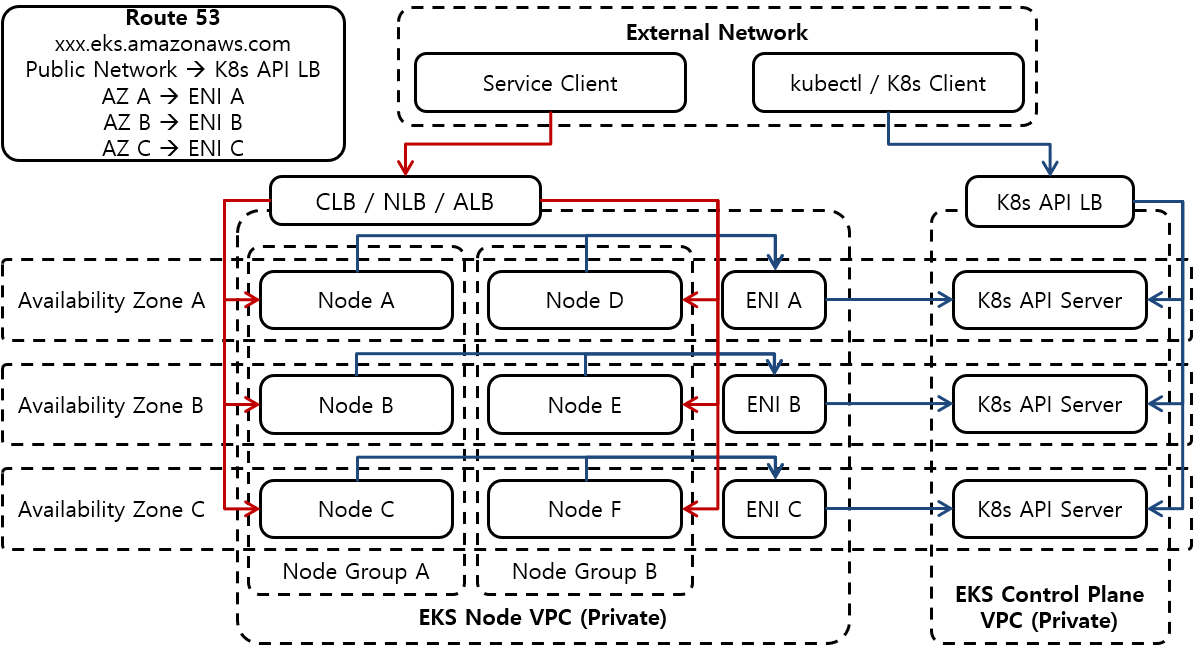 Route 53
xxx.eks.amazonaws.com
Public Network → K8s API LB
AZ A → ENI A
AZ B → ENI B
AZ C → ENI C
External Network
Service Client
kubectl / K8s Client
CLB / NLB / ALB
K8s API LB
Availability Zone A
Node A
Node D
ENI A
K8s API Server
Availability Zone B
Node B
Node E
ENI B
K8s API Server
Availability Zone C
Node C
Node F
ENI C
K8s API Server
Node Group A
Node Group B
EKS Node VPC (Private)
EKS Control Plane
VPC (Private)